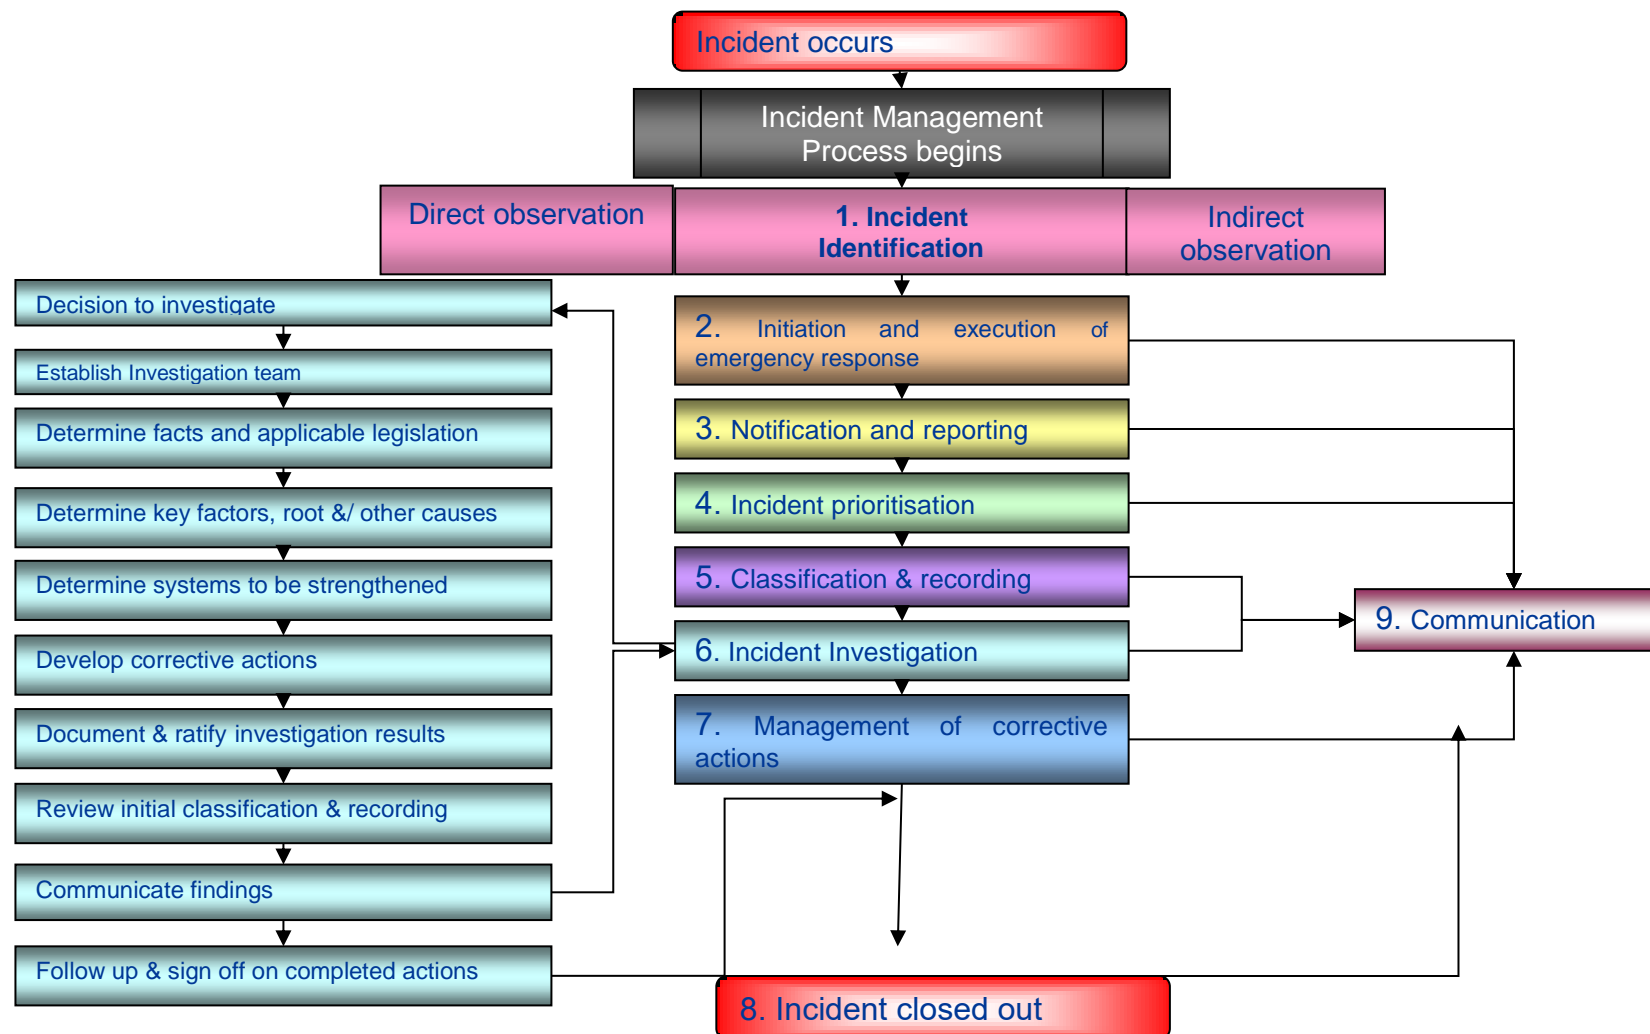 Incident occurs
Incident Management
Process begins
Direct observation
1. Incident
Identification
Indirect
observation
Decision to investigate
Establish Investigation team
Determine facts and applicable legislation
Determine key factors, root &/ other causes
Determine systems to be strengthened
Develop corrective actions
Document & ratify investigation results
Review initial classification & recording
Communicate findings
Follow up & sign off on completed actions
2. Initiation and execution of
emergency response
3. Notification and reporting
4. Incident prioritisation
5. Classification & recording
6. Incident Investigation
7. Management of corrective
actions
8. Incident closed out
9. Communication